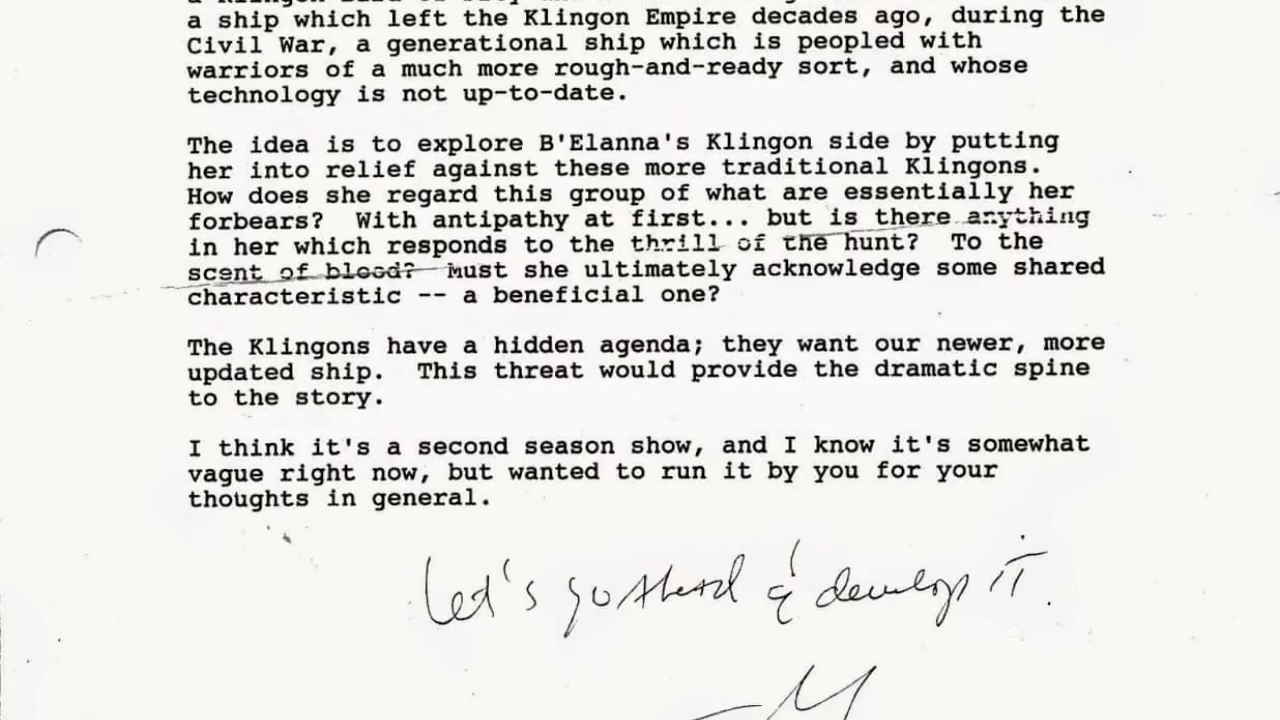 a ship which left the Klingon Empire decades ago, during the
Civil War, a generational ship which is peopled with
warriors of a much more rough-and-ready sort, and whose
technology is not up-to-date.
The idea is to explore B'Elanna's Klingon side by putting
her into relief against these more traditional Klingons.
How does she regard this group of what are essentially her
forbears?  With antipathy at first... but is there anything
in her which responds to the thrill of the hunt?  To the
scent of blood?  Must she ultimately acknowledge some shared
characteristic -- a beneficial one?
The Klingons have a hidden agenda; they want our newer, more
updated ship.  This threat would provide the dramatic spine
to the story.
I think it's a second season show, and I know it's somewhat
vague right now, but wanted to run it by you for your
thoughts in general.
Let's go ahead & develop it.